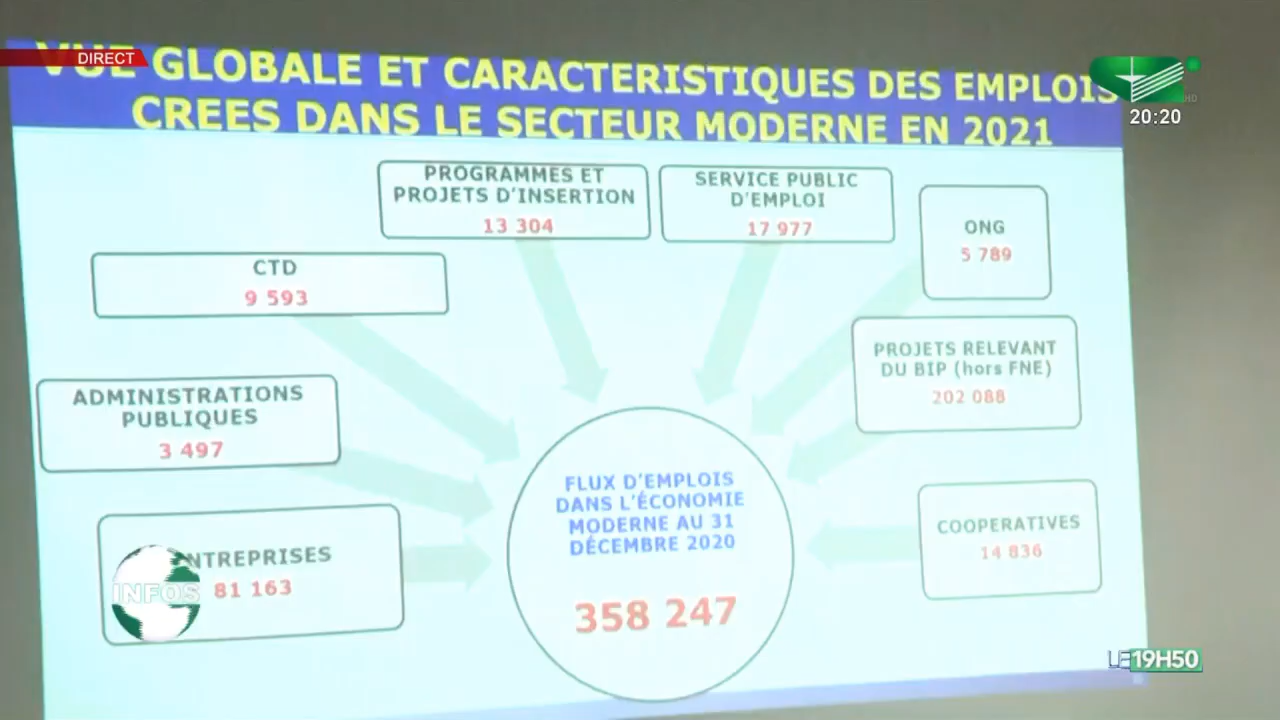 DIRECT
VUE GLOBALE ET CARACTERISTIQUES DES EMPLOIS
CREES DANS LE SECTEUR MODERNE EN 2021
HD
20:20
PROGRAMMES ET
PROJETS D'INSERTION
13 304
SERVICE PUBLIC
D'EMPLOI
17 977
ONG
5 789
CTD
9 593
PROJETS RELEVANT
DU BIP (hors FNE)
202 088
ADMINISTRATIONS
PUBLIQUES
3 497
FLUX D'EMPLOIS
DANS L'ÉCONOMIE
MODERNE AU 31
DÉCEMBRE 2020
358 247
COOPERATIVES
14 836
NTREPRISES
81 163
INFOS
LE 19H50